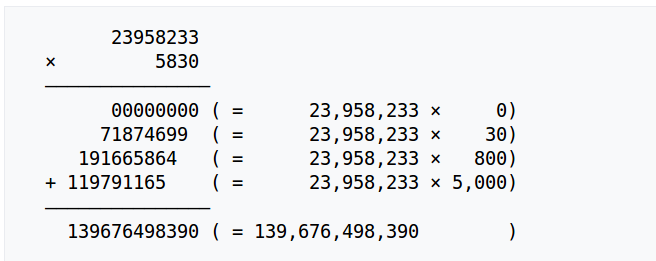 23958233
× 5830
00000000 ( = 23,958,233 × 0)
71874699 ( = 23,958,233 × 30)
191665864 ( = 23,958,233 × 800)
+ 119791165 ( = 23,958,233 × 5,000)
139676498390 ( = 139,676,498,390 )